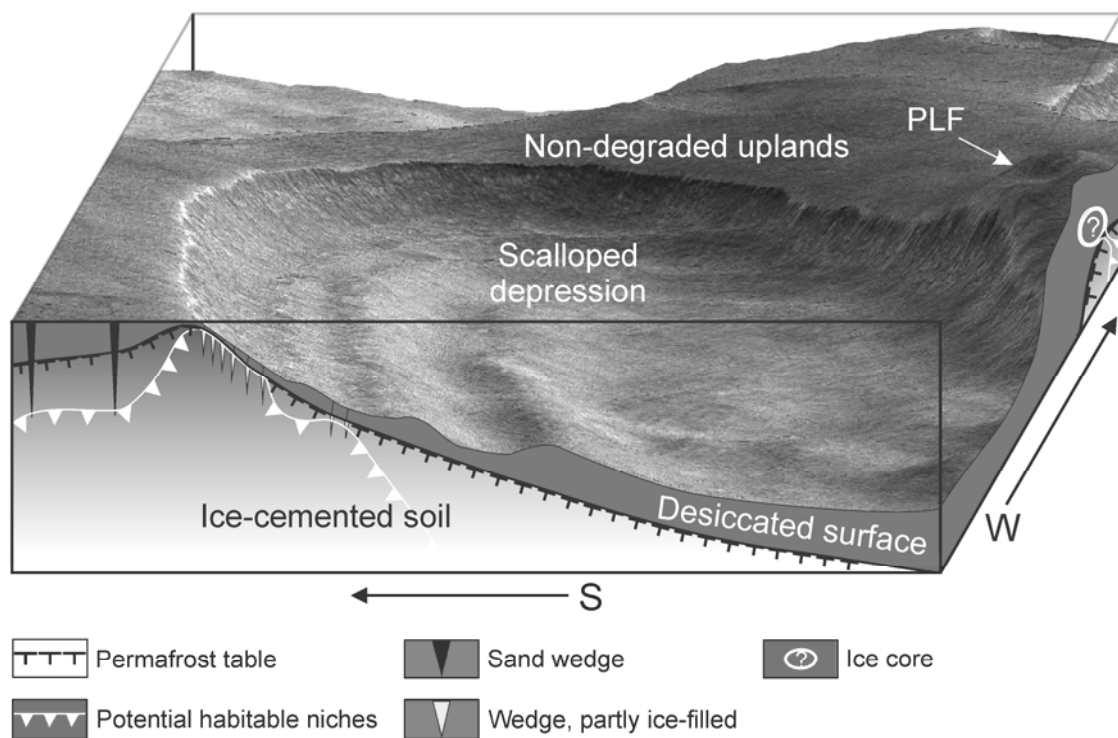 PLF
Non-degraded uplands
?
Scalloped
depression
Ice-cemented soil
Desiccated surface
W
S
Permafrost table
Sand wedge
? Ice core
Potential habitable niches
Wedge, partly ice-filled